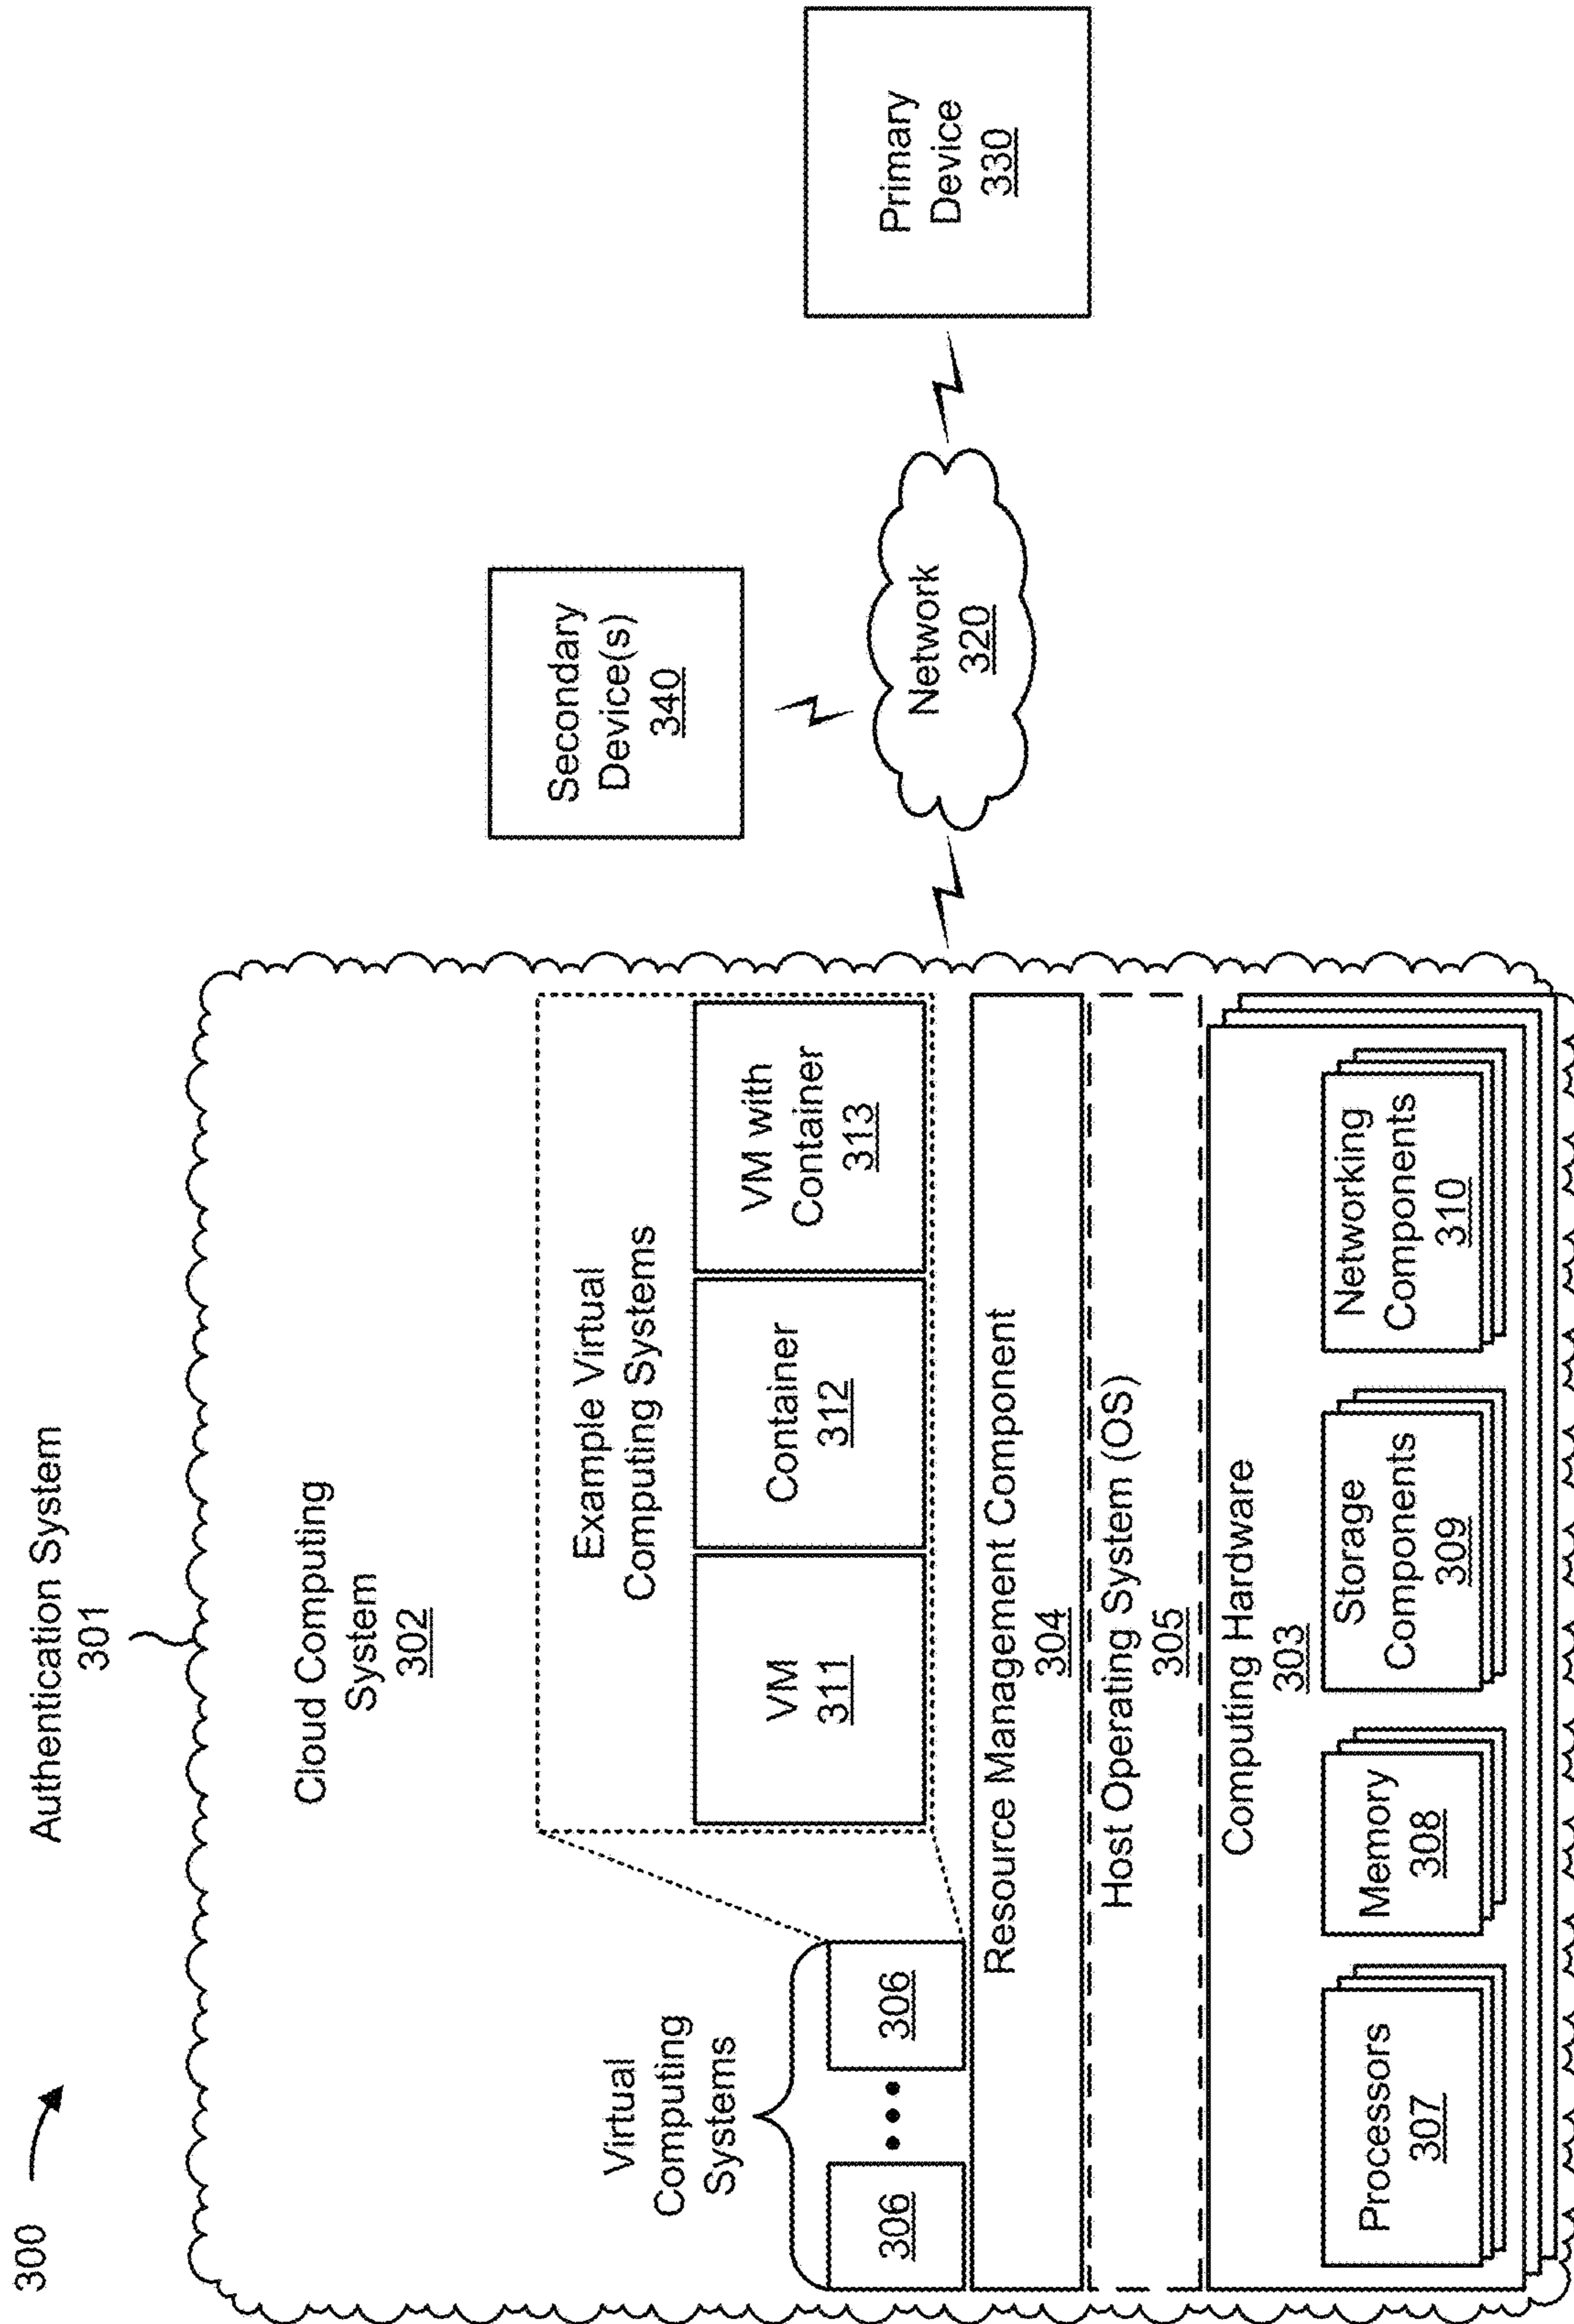 300
Authentication System
301
Cloud Computing
System
302
Example Virtual
Computing Systems
Virtual
Computing
Systems
306
306
VM
311
Container
312
VM with
Container
313
Resource Management Component
304
Host Operating System (OS)
305
Computing Hardware
303
Processors
307
Memory
308
Storage
Components
309
Networking
Components
310
Secondary
Device(s)
340
Network
320
Primary
Device
330